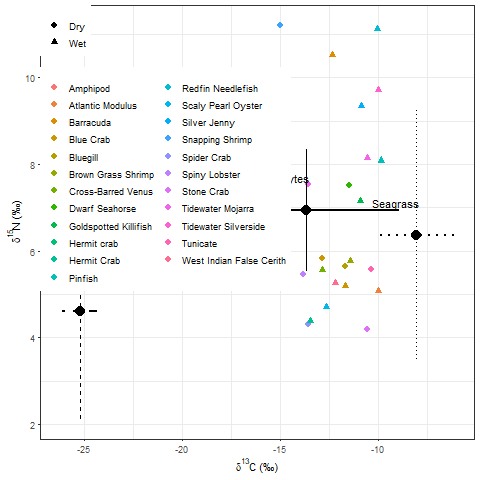 Dry
Wet
Amphipod
Atlantic Modulus
Barracuda
Blue Crab
Bluegill
Brown Grass Shrimp
Cross-Barred Venus
Dwarf Seahorse
Goldspotted Killifish
Hermit crab
Hermit Crab
Pinfish
Redfin Needlefish
Scaly Pearl Oyster
Silver Jenny
Snapping Shrimp
Spider Crab
Spiny Lobster
Stone Crab
Tidewater Mojarra
Tidewater Silverside
Tunicate
West Indian False Cerith
Seagrass
10
8
6
4
2
δ15N (‰)
-25
-20
-15
-10
δ13C (‰)